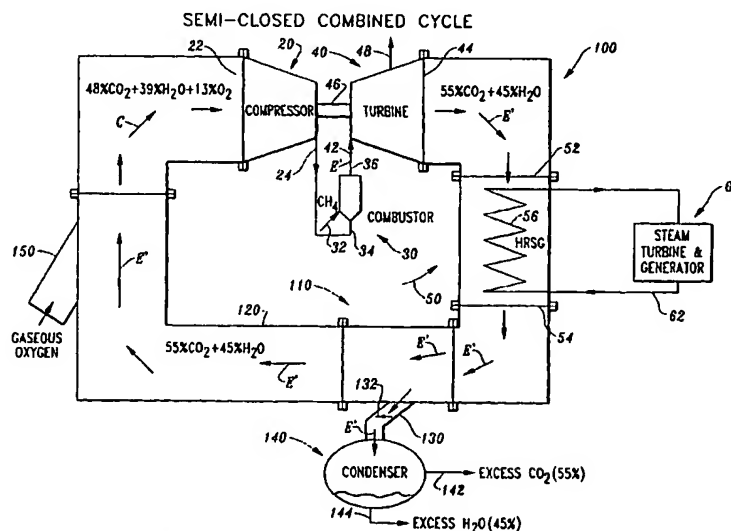 SEMI-CLOSED COMBINED CYCLE
22
20
40
48
44
100
48%CO2+39%H2O+13%O2
C
COMPRESSOR
46
TURBINE
55%CO2+45%H2O
E'
24
42
E'
36
52
CH4
COMBUSTOR
32
34
30
56
HRSG
STEAM
TURBINE &
GENERATOR
150
E'
110
50
54
62
GASEOUS
OXYGEN
120
55%CO2+45%H2O
E'
E'
E'
132
E'
130
140
CONDENSER
EXCESS CO2(55%)
142
144
EXCESS H2O(45%)